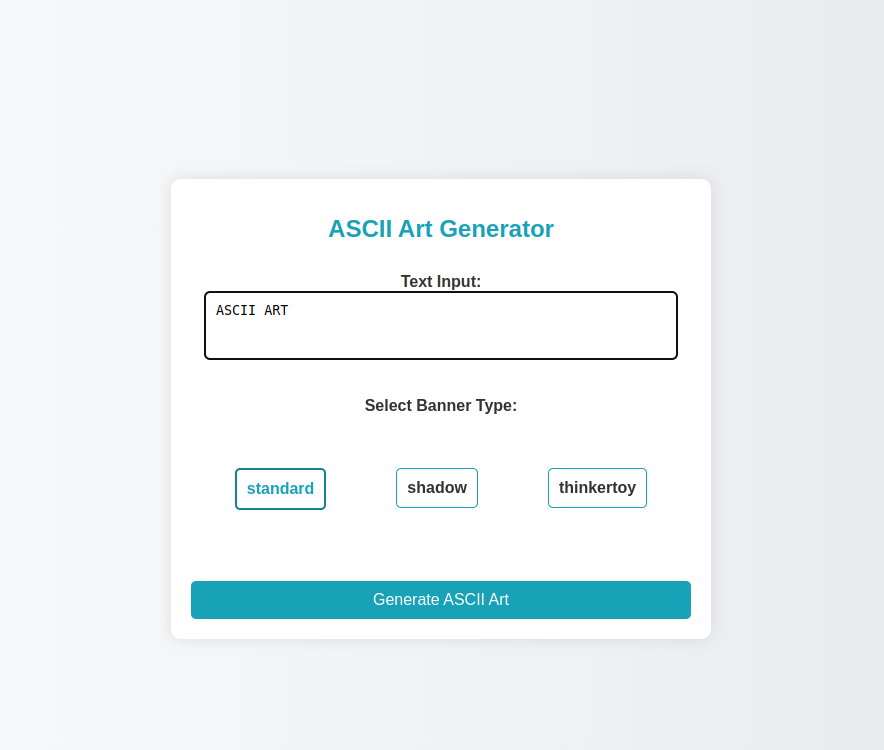 ASCII Art Generator
Text Input:
ASCII ART
Select Banner Type:
standard shadow thinkertoy
Generate ASCII Art